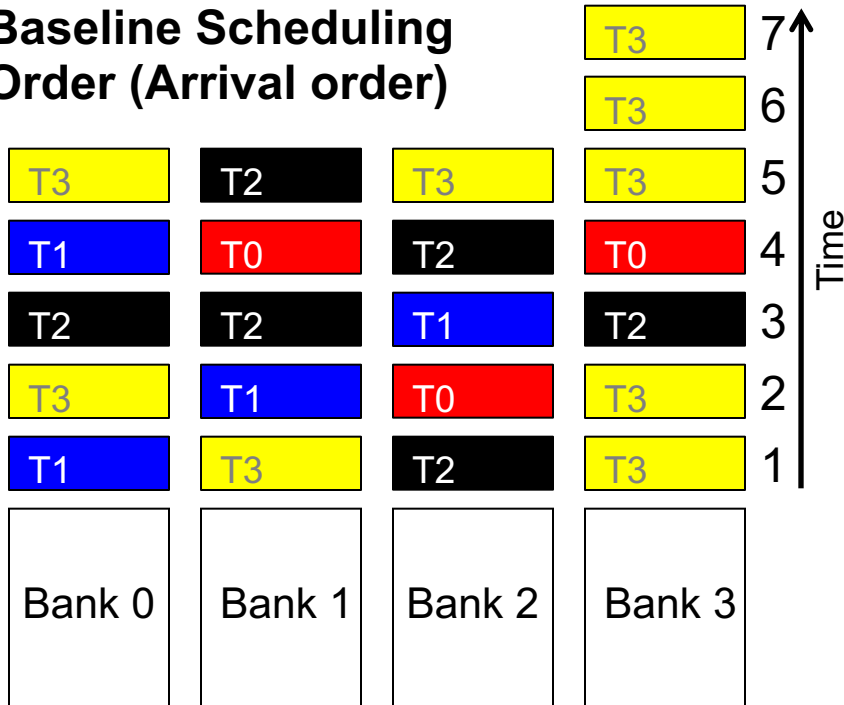 Baseline Scheduling
Order (Arrival order)
T3 7
T3 6
T3 T2 T3 T3 5
T1 T0 T2 T0 4
T2 T2 T1 T2 3
T3 T1 T0 T3 2
T1 T3 T2 T3 1
Time
Bank 0 Bank 1 Bank 2 Bank 3